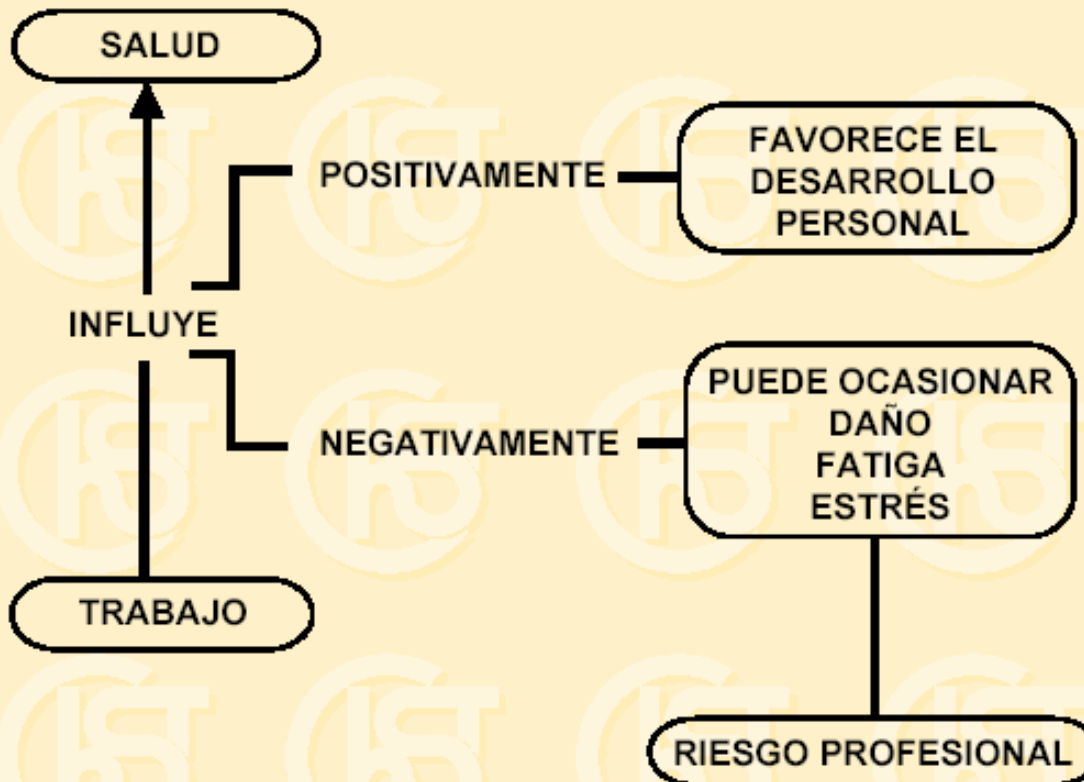 SALUD
POSITIVAMENTE
FAVORECE EL
DESARROLLO
PERSONAL
INFLUYE
NEGATIVAMENTE
PUEDE OCASIONAR
DAÑO
FATIGA
ESTRÉS
TRABAJO
RIESGO PROFESIONAL